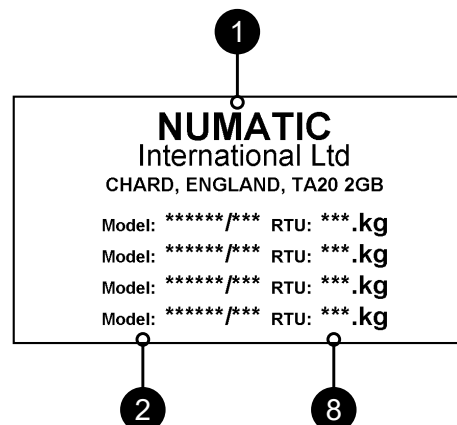 1
NUMATIC
International Ltd
CHARD, ENGLAND, TA20 2GB
Model: ******/*** RTU: ***.kg
Model: ******/*** RTU: ***.kg
Model: ******/*** RTU: ***.kg
Model: ******/*** RTU: ***.kg
2 8